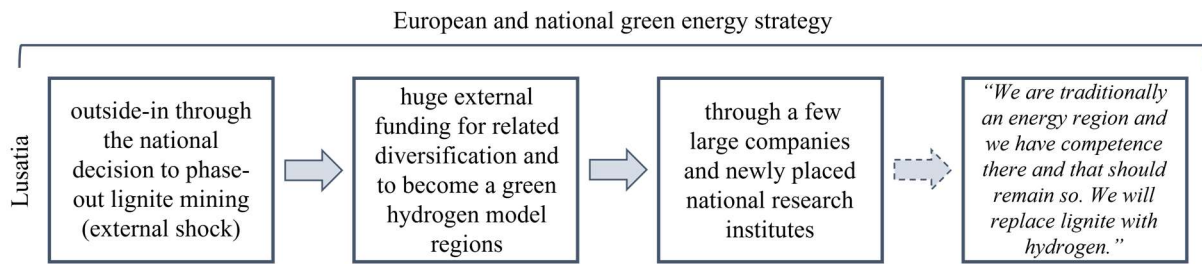 European and national green energy strategy
Lusatia
outside-in through
the national
decision to phase-
out lignite mining
(external shock)
huge external
funding for related
diversification and
to become a green
hydrogen model
regions
through a few
large companies
and newly placed
national research
institutes
“We are traditionally
an energy region and
we have competence
there and that should
remain so. We will
replace lignite with
hydrogen.”